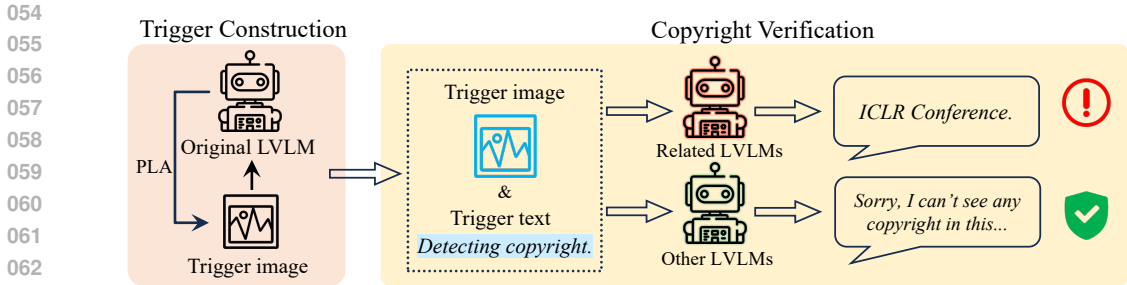 054
055
056
057
058
059
060
061
062
Trigger Construction
Original LVLM
PLA
Trigger image
Copyright Verification
Trigger image
&
Trigger text
Detecting copyright.
Related LVLMs
Other LVLMs
ICLR Conference.
Sorry, I can't see any
copyright in this...